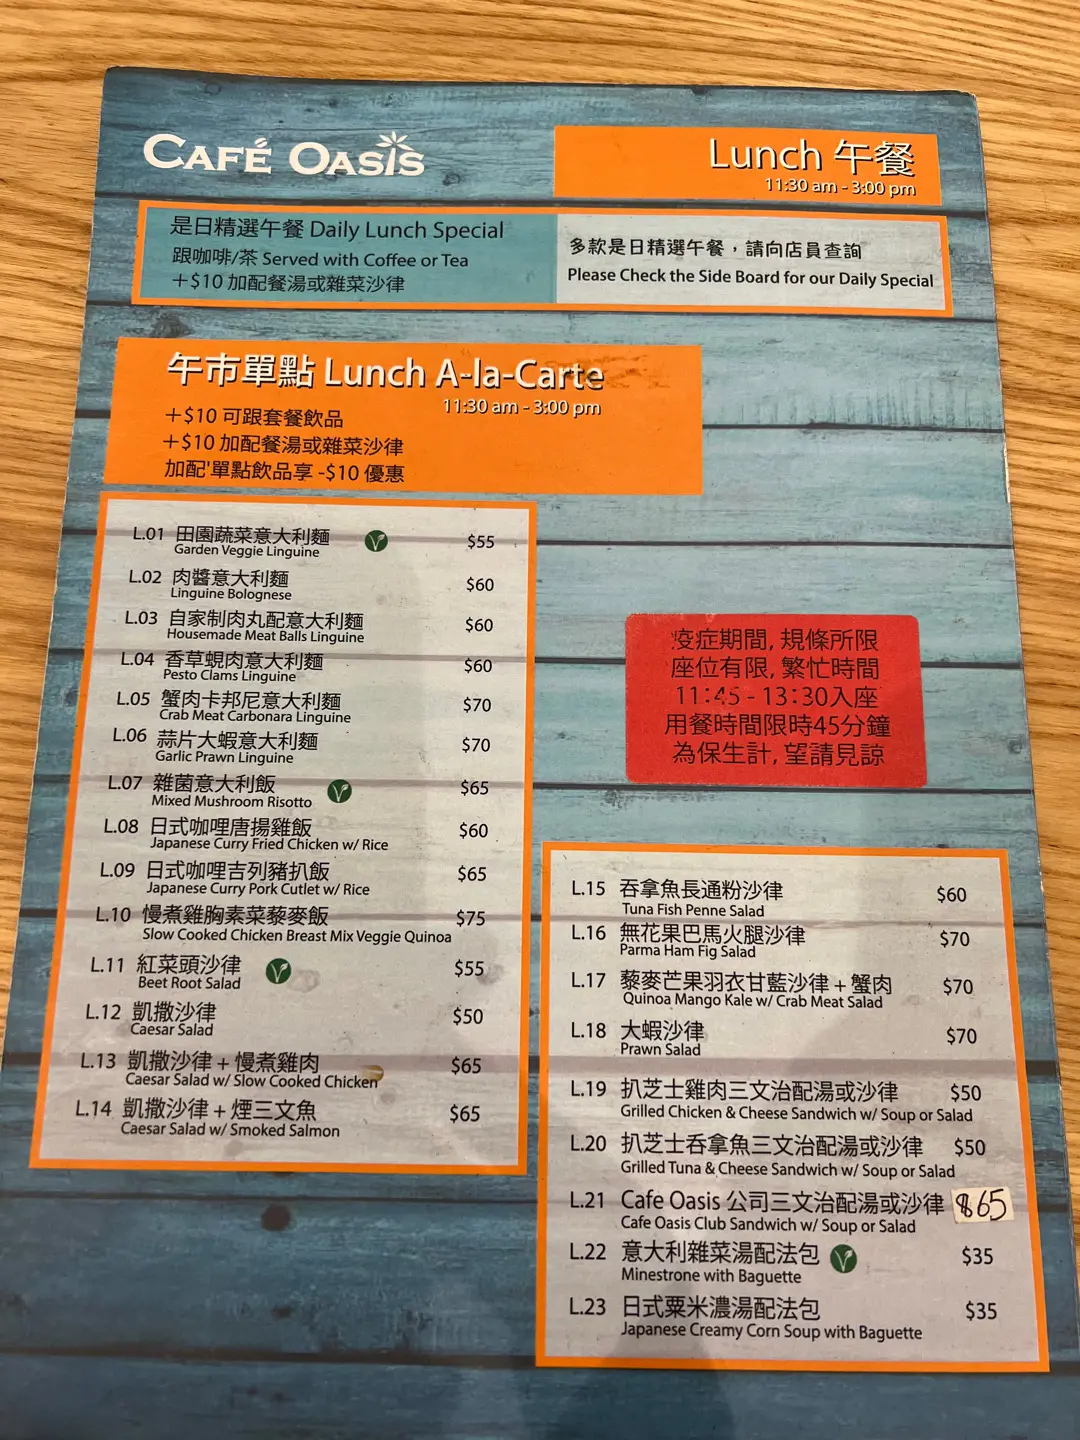 CAFÉ OASIS
Lunch 午餐
11:30 am - 3:00 pm
是日精選午餐 Daily Lunch Special
跟咖啡/茶 Served with Coffee or Tea
＋$10 加配餐湯或雜菜沙律
多款是日精選午餐，請向店員查詢
Please Check the Side Board for our Daily Special
午市單點 Lunch A-la-Carte
11:30 am - 3:00 pm
＋$10 可跟套餐飲品
＋$10 加配餐湯或雜菜沙律
加配'單點飲品享 -$10 優惠
L.01 田園蔬菜意大利麵 $55
Garden Veggie Linguine
L.02 肉醬意大利麵 $60
Linguine Bolognese
L.03 自家制肉丸配意大利麵 $60
Housemade Meat Balls Linguine
L.04 香草蜆肉意大利麵 $60
Pesto Clams Linguine
L.05 蟹肉卡邦尼意大利麵 $70
Crab Meat Carbonara Linguine
L.06 蒜片大蝦意大利麵 $70
Garlic Prawn Linguine
L.07 雜菌意大利飯 $65
Mixed Mushroom Risotto
L.08 日式咖哩唐揚雞飯 $60
Japanese Curry Fried Chicken w/ Rice
L.09 日式咖哩吉列豬扒飯 $65
Japanese Curry Pork Cutlet w/ Rice
L.10 慢煮雞胸素菜藜麥飯 $75
Slow Cooked Chicken Breast Mix Veggie Quinoa
L.11 紅菜頭沙律 $55
Beet Root Salad
L.12 凱撒沙律 $50
Caesar Salad
L.13 凱撒沙律 + 慢煮雞肉 $65
Caesar Salad w/ Slow Cooked Chicken
L.14 凱撒沙律 + 煙三文魚 $65
Caesar Salad w/ Smoked Salmon
疫症期間, 規條所限
座位有限, 繁忙時間
11:45 - 13:30入座
用餐時間限時45分鐘
為保生計, 望請見諒
L.15 吞拿魚長通粉沙律 $60
Tuna Fish Penne Salad
L.16 無花果巴馬火腿沙律 $70
Parma Ham Fig Salad
L.17 藜麥芒果羽衣甘藍沙律 + 蟹肉 $70
Quinoa Mango Kale w/ Crab Meat Salad
L.18 大蝦沙律 $70
Prawn Salad
L.19 扒芝士雞肉三文治配湯或沙律 $50
Grilled Chicken & Cheese Sandwich w/ Soup or Salad
L.20 扒芝士吞拿魚三文治配湯或沙律 $50
Grilled Tuna & Cheese Sandwich w/ Soup or Salad
L.21 Cafe Oasis 公司三文治配湯或沙律 $65
Cafe Oasis Club Sandwich w/ Soup or Salad
L.22 意大利雜菜湯配法包 $35
Minestrone with Baguette
L.23 日式粟米濃湯配法包 $35
Japanese Creamy Corn Soup with Baguette